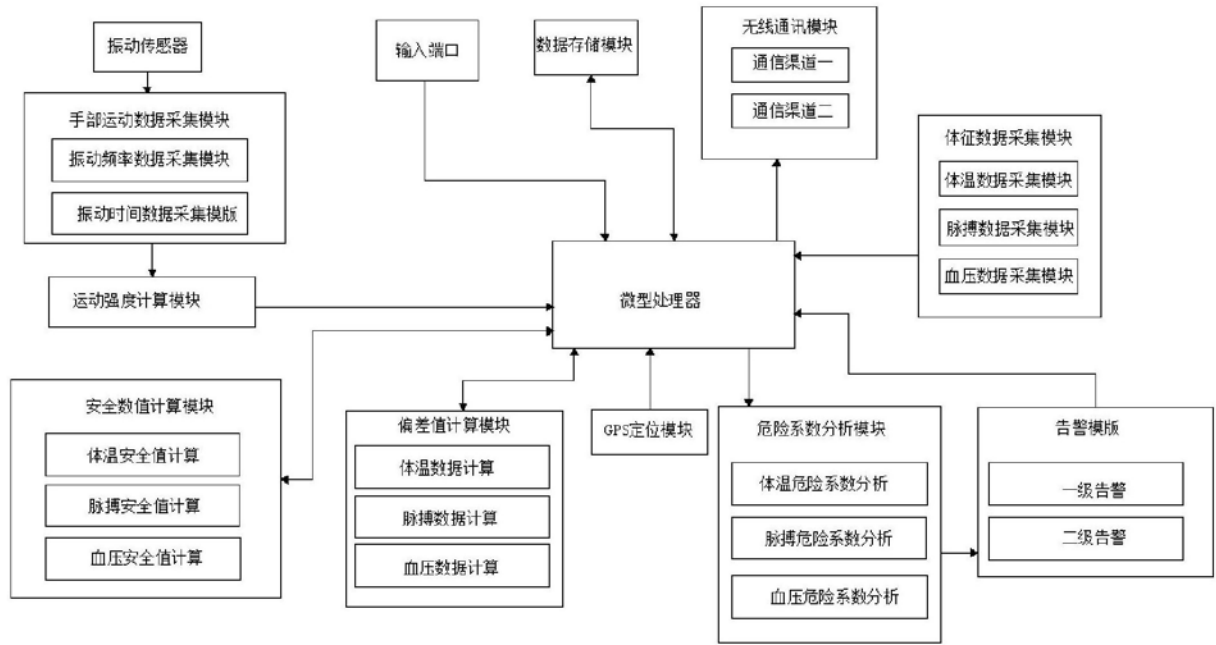 振动传感器
手部运动数据采集模块
振动频率数据采集模块
振动时间数据采集模版
运动强度计算模块
输入端口
数据存储模块
无线通讯模块
通信渠道一
通信渠道二
体征数据采集模块
体温数据采集模块
脉搏数据采集模块
血压数据采集模块
微型处理器
安全数值计算模块
体温安全值计算
脉搏安全值计算
血压安全值计算
偏差值计算模块
体温数据计算
脉搏数据计算
血压数据计算
GPS定位模块
危险系数分析模块
体温危险系数分析
脉搏危险系数分析
血压危险系数分析
告警模版
一级告警
二级告警